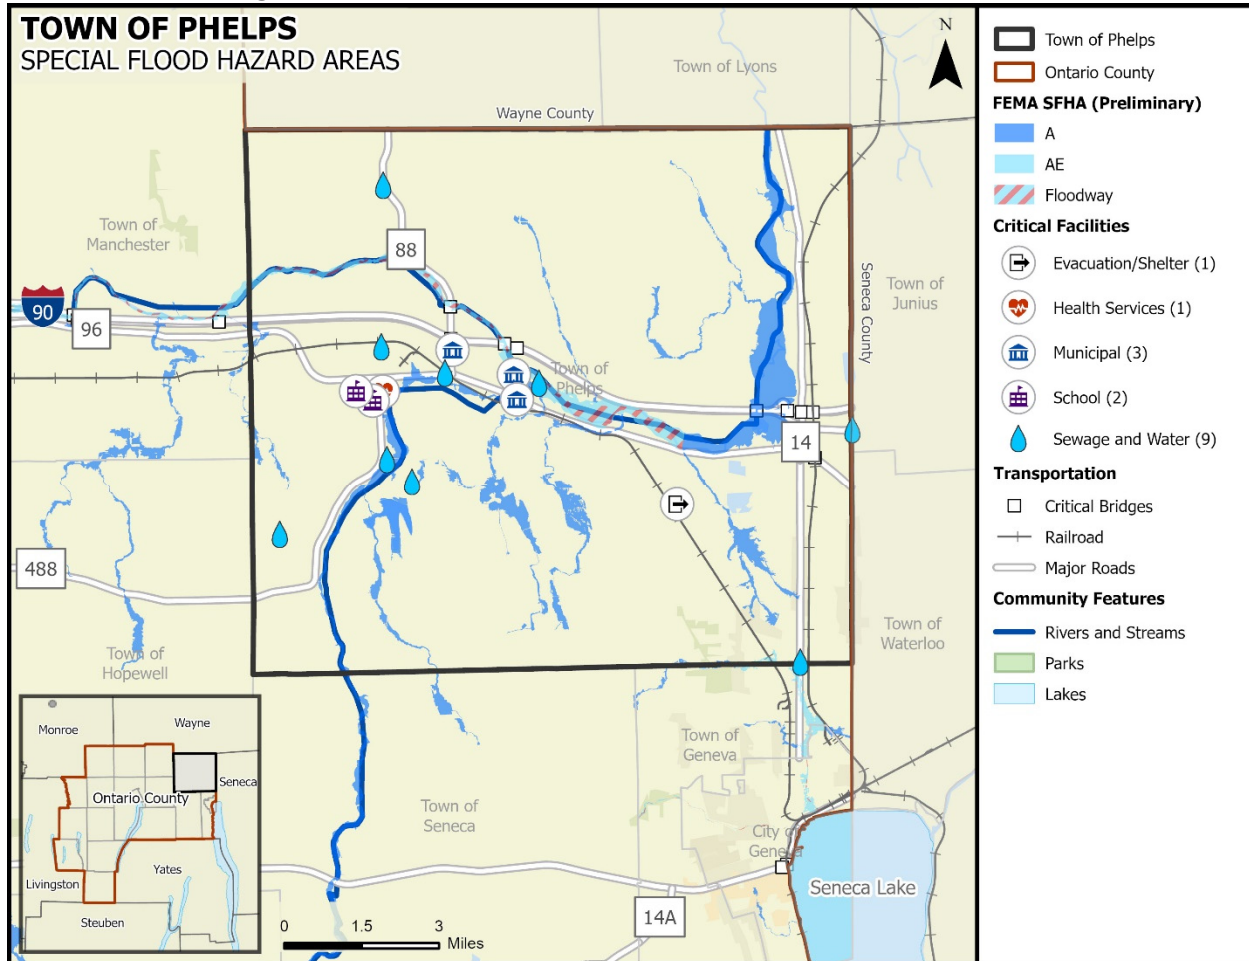 TOWN OF PHELPS
SPECIAL FLOOD HAZARD AREAS
N
Town of Lyons
Wayne County
Town of
Manchester
88
90
96
Seneca County
Town of
Junius
Town of
Phelps
14
488
Town of
Hopewell
Town of
Waterloo
Town of
Geneva
Town of
Seneca
City of
Geneva
Seneca Lake
14A
Monroe
Wayne
Seneca
Ontario County
Yates
Livingston
Steuben
0 1.5 3
Miles
Town of Phelps
Ontario County
FEMA SFHA (Preliminary)
A
AE
Floodway
Critical Facilities
Evacuation/Shelter (1)
Health Services (1)
Municipal (3)
School (2)
Sewage and Water (9)
Transportation
Critical Bridges
Railroad
Major Roads
Community Features
Rivers and Streams
Parks
Lakes